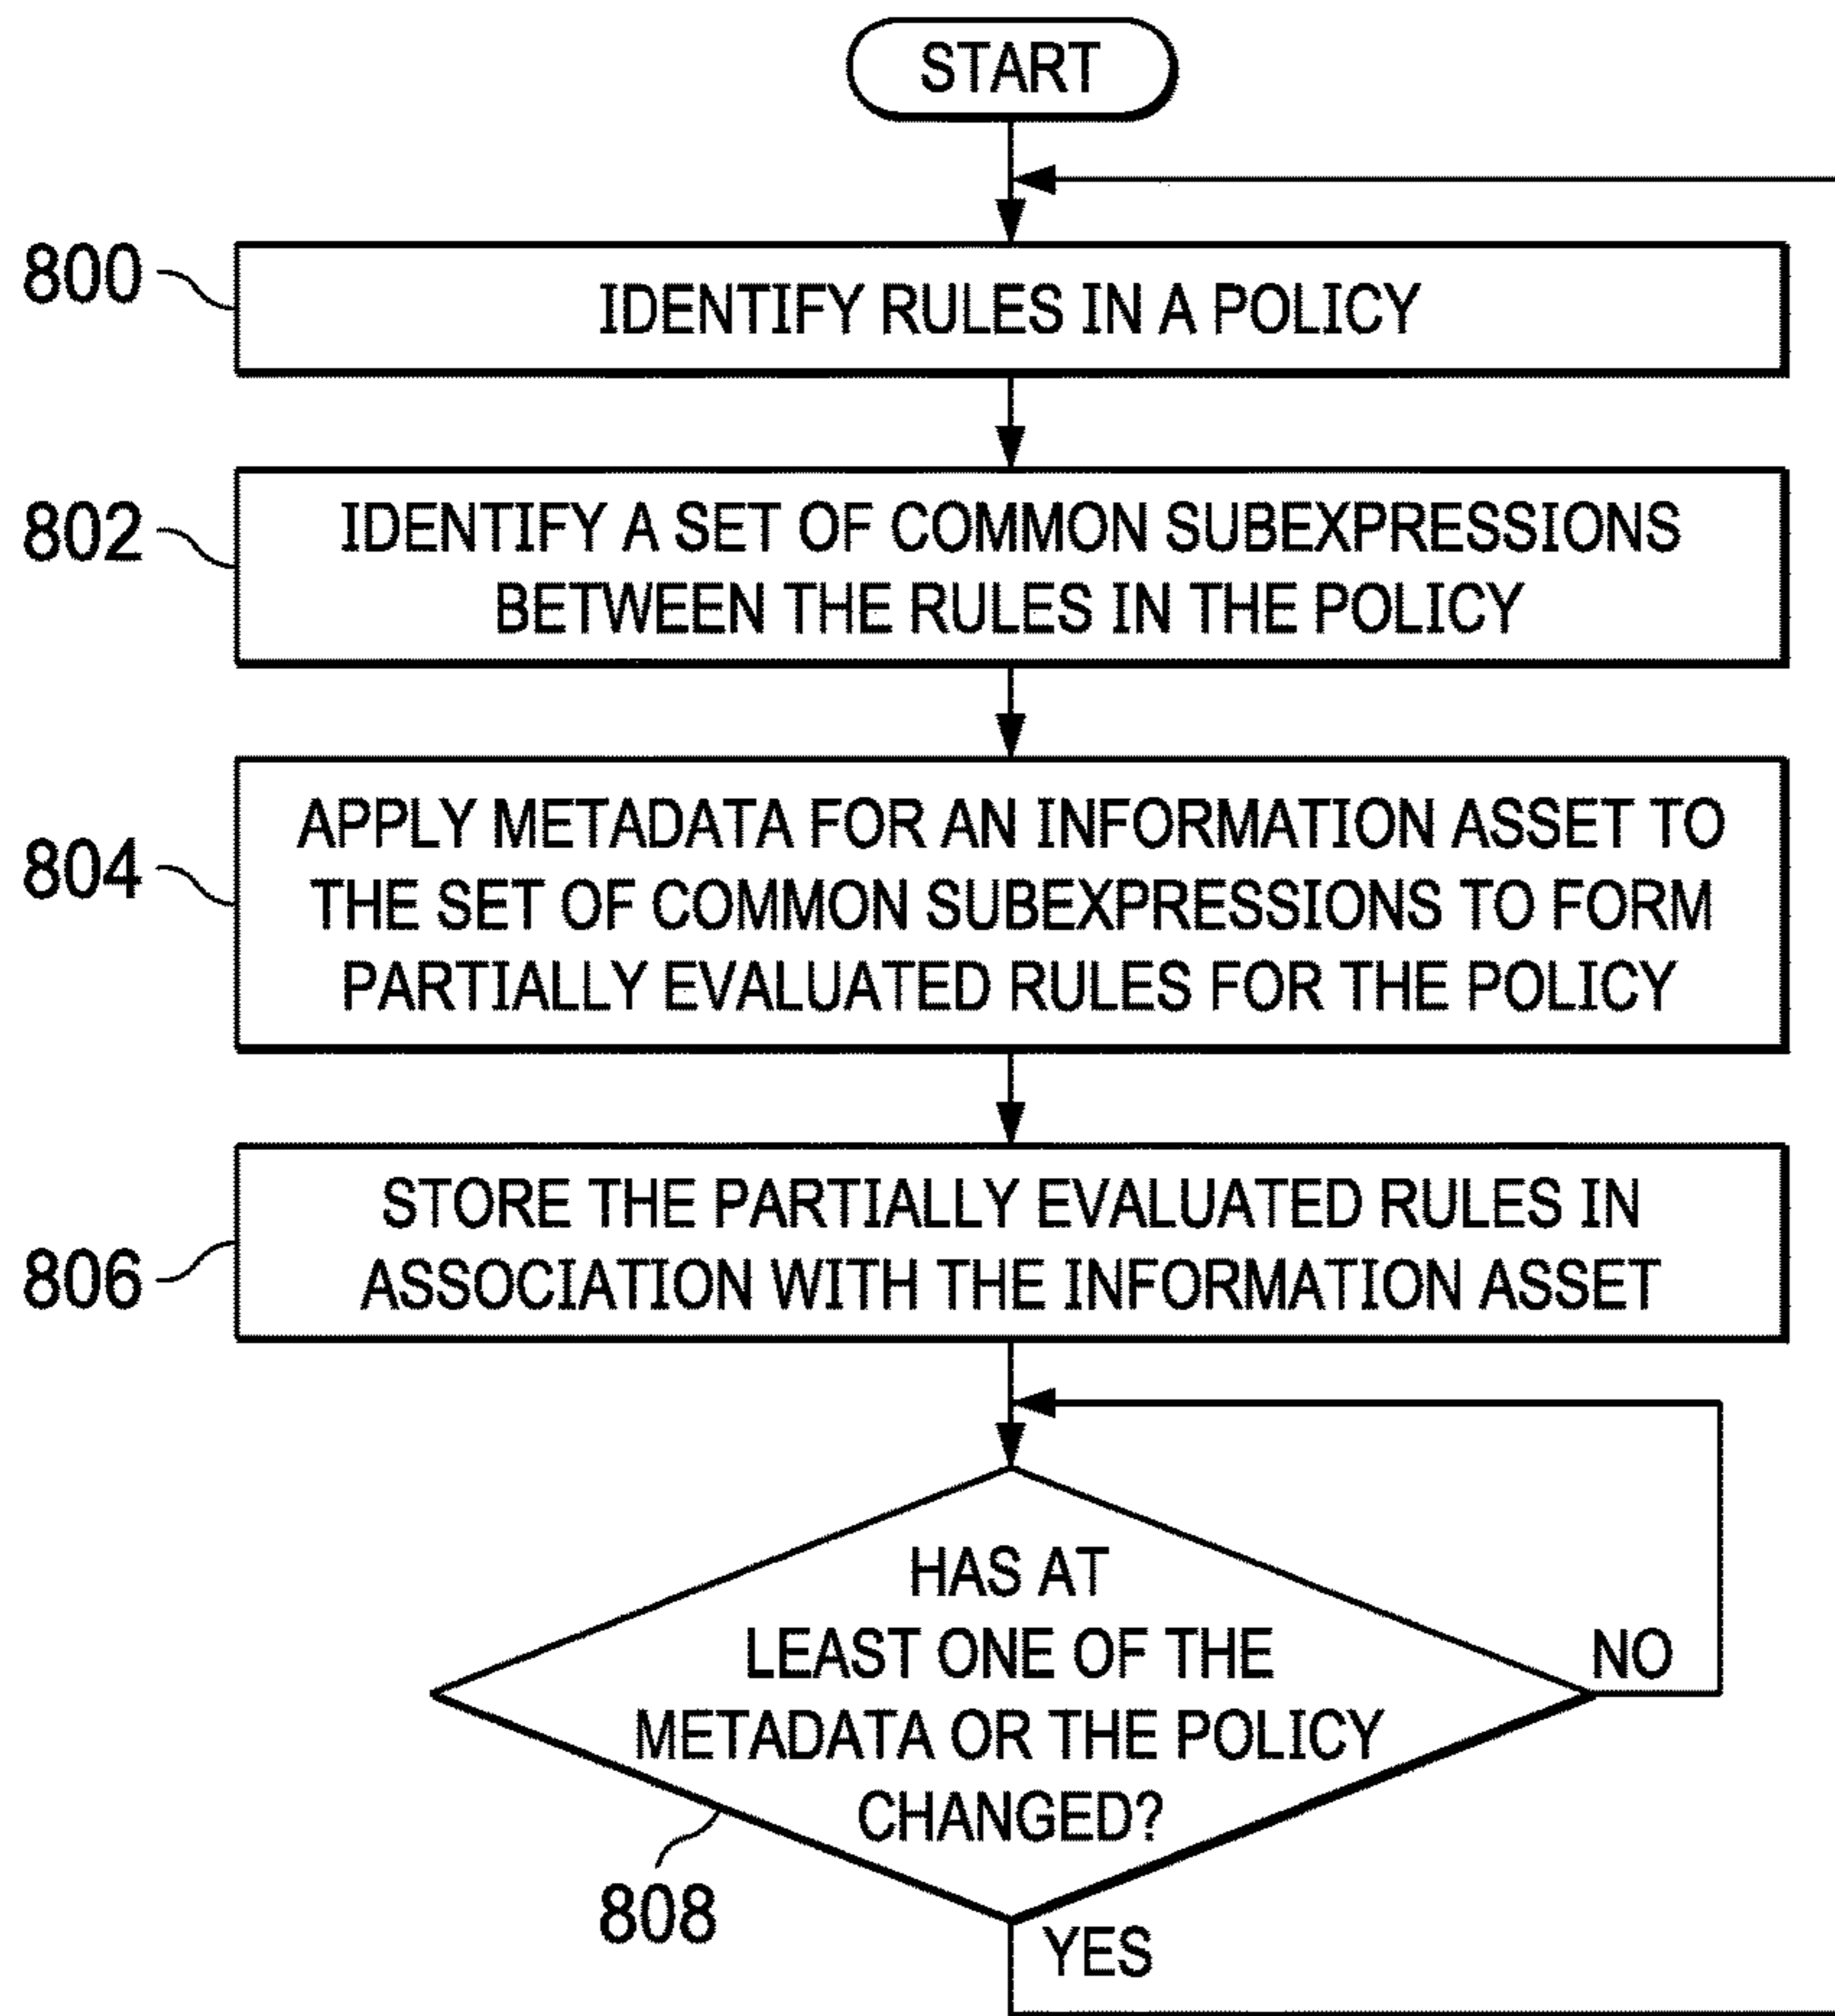 START
800
IDENTIFY RULES IN A POLICY
802
IDENTIFY A SET OF COMMON SUBEXPRESSIONS
BETWEEN THE RULES IN THE POLICY
804
APPLY METADATA FOR AN INFORMATION ASSET TO
THE SET OF COMMON SUBEXPRESSIONS TO FORM
PARTIALLY EVALUATED RULES FOR THE POLICY
806
STORE THE PARTIALLY EVALUATED RULES IN
ASSOCIATION WITH THE INFORMATION ASSET
HAS AT
LEAST ONE OF THE
METADATA OR THE POLICY
CHANGED?
NO
808
YES